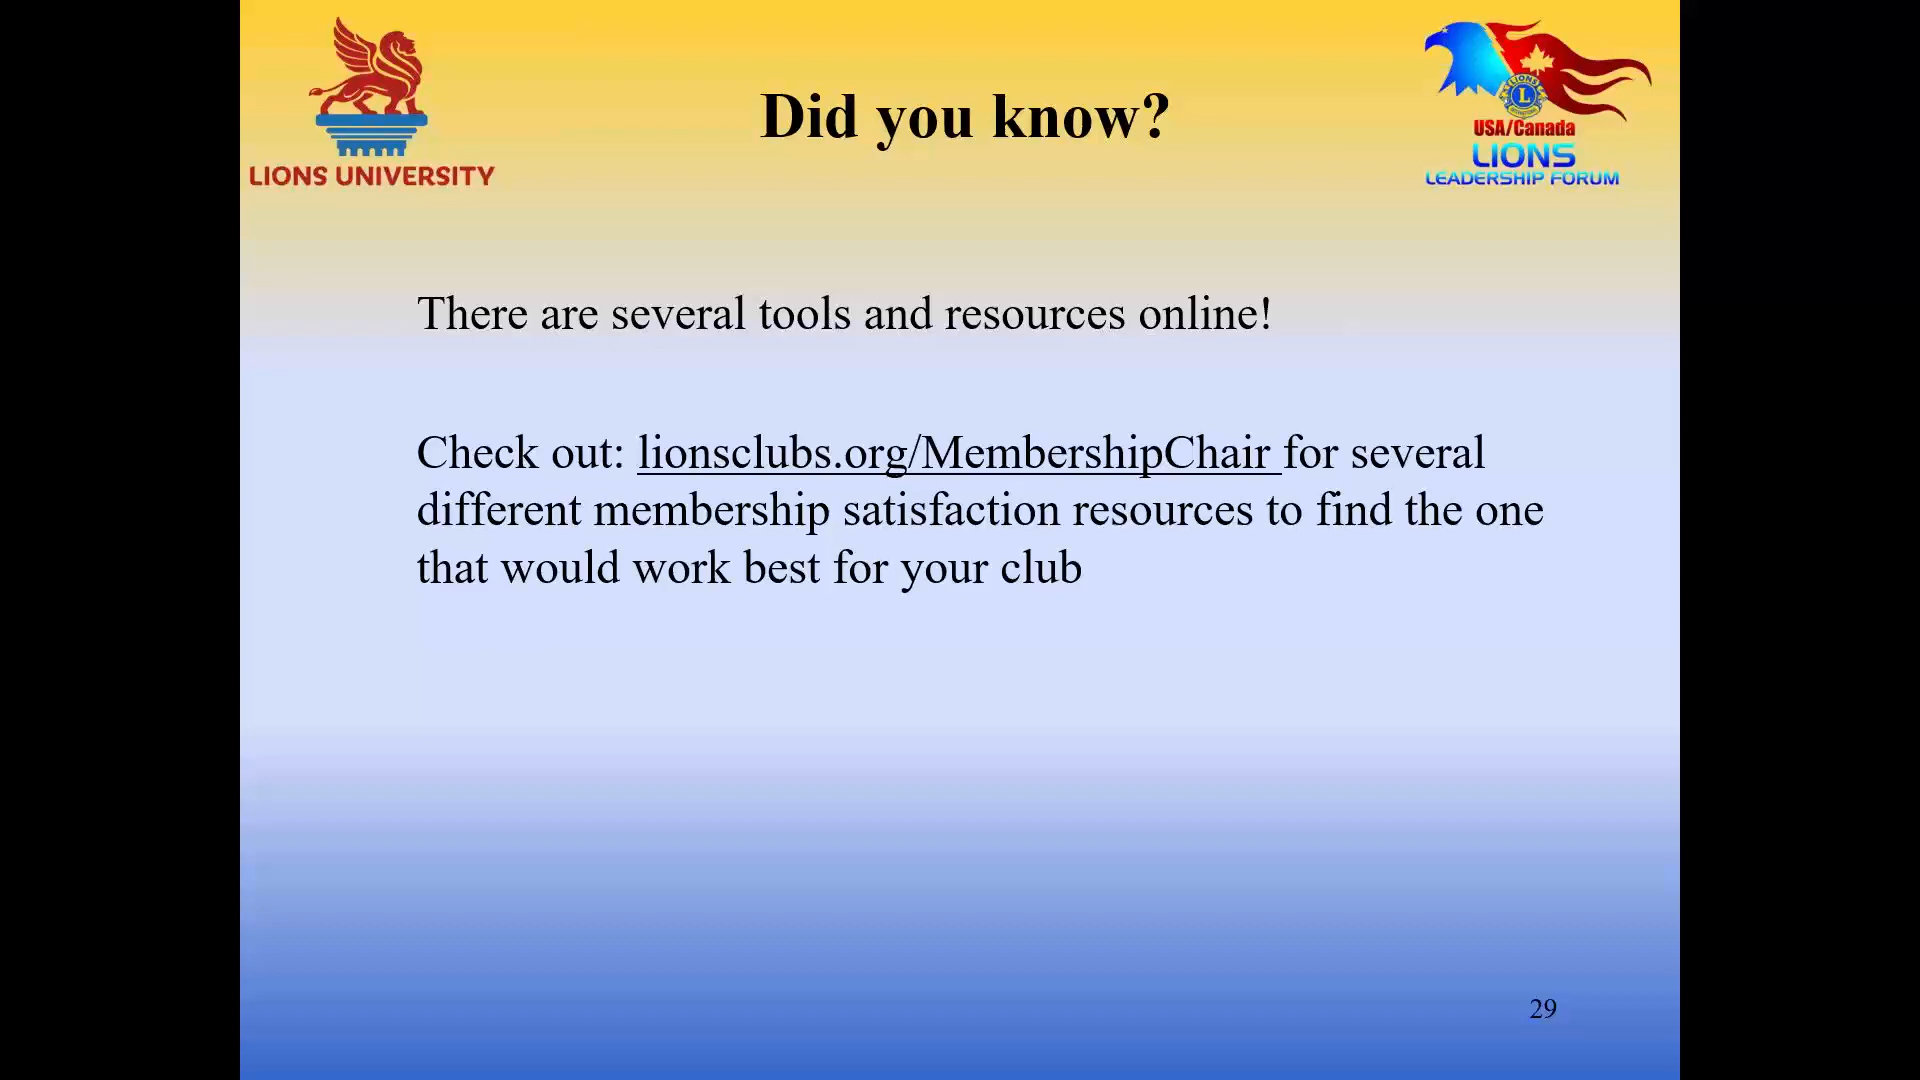 LIONS UNIVERSITY
Did you know?
LIONS
L
USA/Canada
LIONS
LEADERSHIP FORUM
There are several tools and resources online!
Check out: lionsclubs.org/MembershipChair for several
different membership satisfaction resources to find the one
that would work best for your club
29